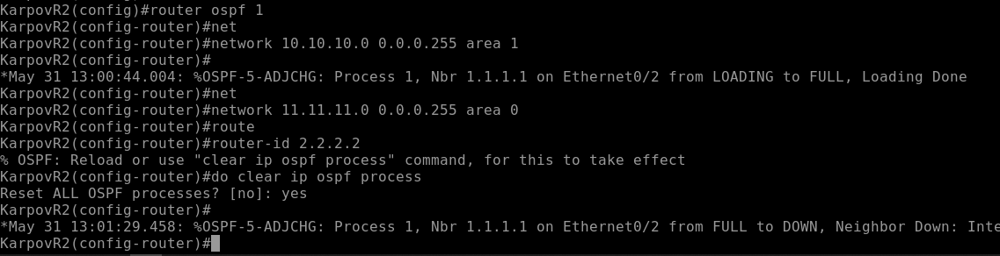 KarpovR2(config)#router ospf 1
KarpovR2(config-router)#net
KarpovR2(config-router)#network 10.10.10.0 0.0.0.255 area 1
KarpovR2(config-router)#
*May 31 13:00:44.004: %OSPF-5-ADJCHG: Process 1, Nbr 1.1.1.1 on Ethernet0/2 from LOADING to FULL, Loading Done
KarpovR2(config-router)#net
KarpovR2(config-router)#network 11.11.11.0 0.0.0.255 area 0
KarpovR2(config-router)#route
KarpovR2(config-router)#router-id 2.2.2.2
% OSPF: Reload or use "clear ip ospf process" command, for this to take effect
KarpovR2(config-router)#do clear ip ospf process
Reset ALL OSPF processes? [no]: yes
KarpovR2(config-router)#
*May 31 13:01:29.458: %OSPF-5-ADJCHG: Process 1, Nbr 1.1.1.1 on Ethernet0/2 from FULL to DOWN, Neighbor Down: Inte
KarpovR2(config-router)#